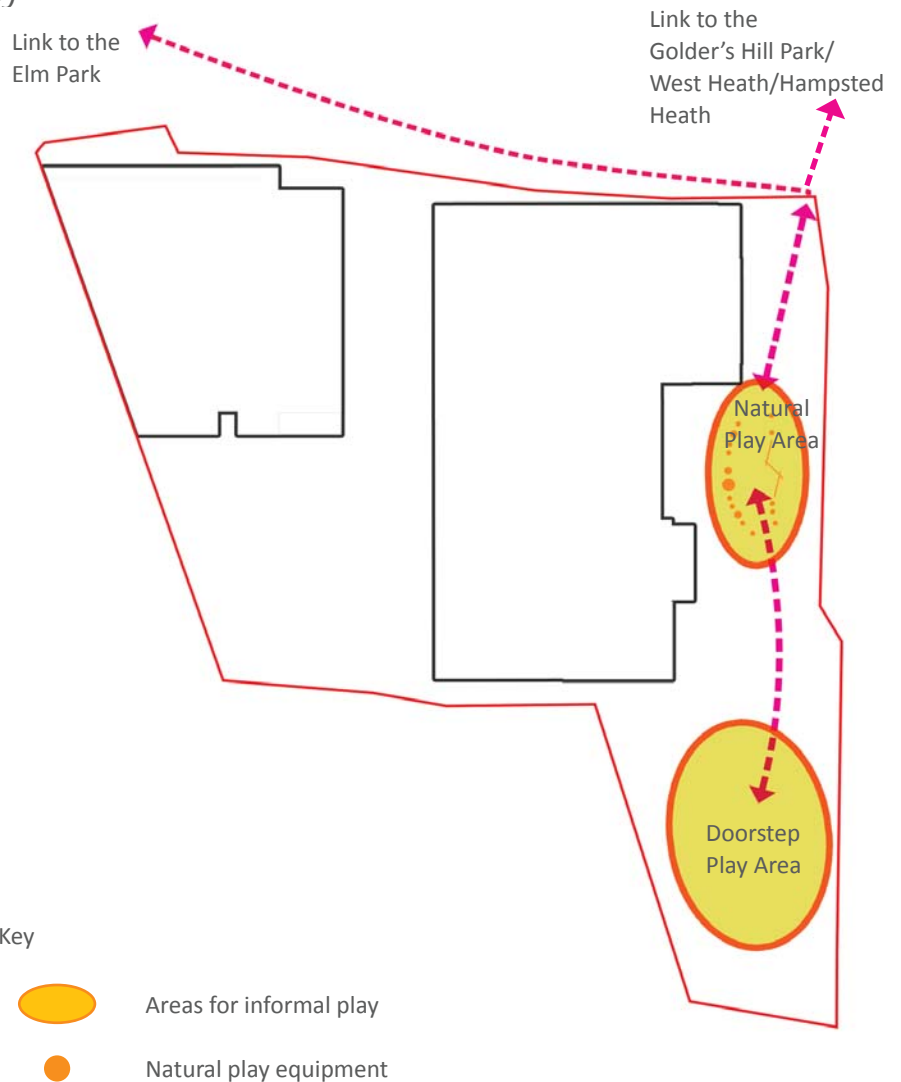 Link to the
Elm Park
Link to the
Golder's Hill Park/
West Heath/Hampsted
Heath
Natural
Play Area
Doorstep
Play Area
Key
Areas for informal play
Natural play equipment